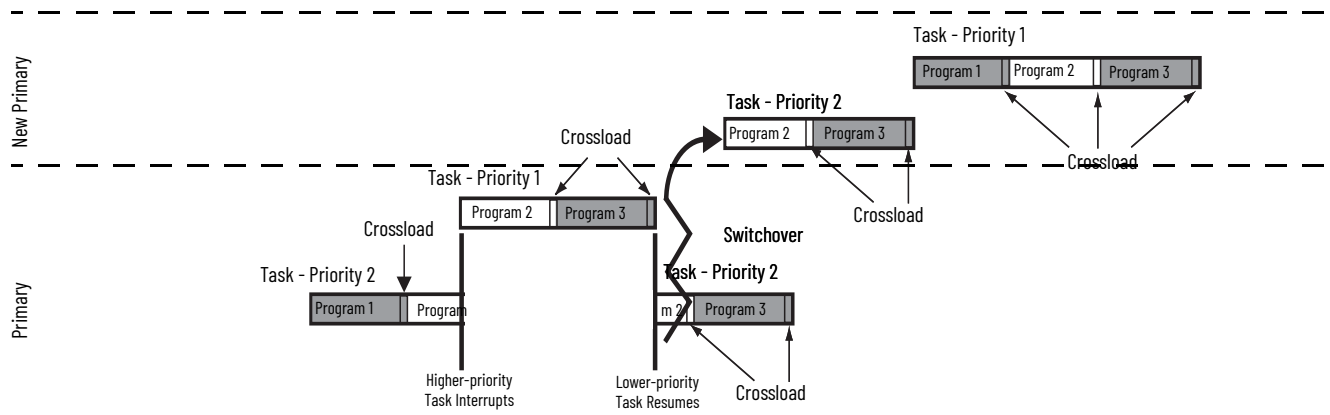 Task - Priority 1
Program 1
Program 2
Program 3
New Primary
Task - Priority 2
Program 2
Program 3
Crossload
Crossload
Task - Priority 1
Program 2
Program 3
Crossload
Crossload
Switchover
Task - Priority 2
Task - Priority 2
Primary
Program 1
Program
m 2
Program 3
Higher-priority
Task Interrupts
Lower-priority
Task Resumes
Crossload